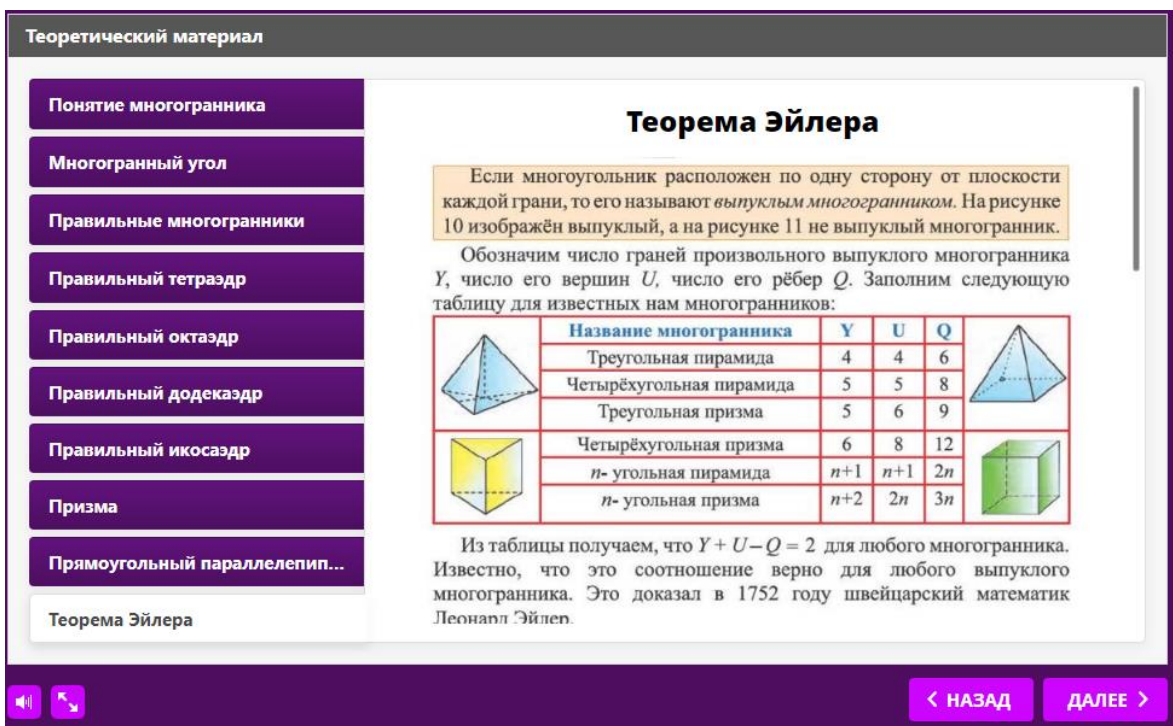 Теоретический материал
Понятие многогранника
Многогранный угол
Правильные многогранники
Правильный тетраэдр
Правильный октаэдр
Правильный додекаэдр
Правильный икосаэдр
Призма
Прямоугольный параллелепип...
Теорема Эйлера
Теорема Эйлера
Если многоугольник расположен по одну сторону от плоскости
каждой грани, то его называют выпуклым многогранником. На рисунке
10 изображён выпуклый, а на рисунке 11 не выпуклый многогранник.
Обозначим число граней произвольного выпуклого многогранника
Y, число его вершин U, число его рёбер Q. Заполним следующую
таблицу для известных нам многогранников:
Название многогранника Y U Q
Треугольная пирамида 4 4 6
Четырёхугольная пирамида 5 5 8
Треугольная призма 5 6 9
Четырёхугольная призма 6 8 12
n- угольная пирамида n+1 n+1 2n
n- угольная призма n+2 2n 3n
Из таблицы получаем, что Y + U – Q = 2 для любого многогранника.
Известно, что это соотношение верно для любого выпуклого
многогранника. Это доказал в 1752 году швейцарский математик
Леонард Эйлер.
НАЗАД
ДАЛЕЕ